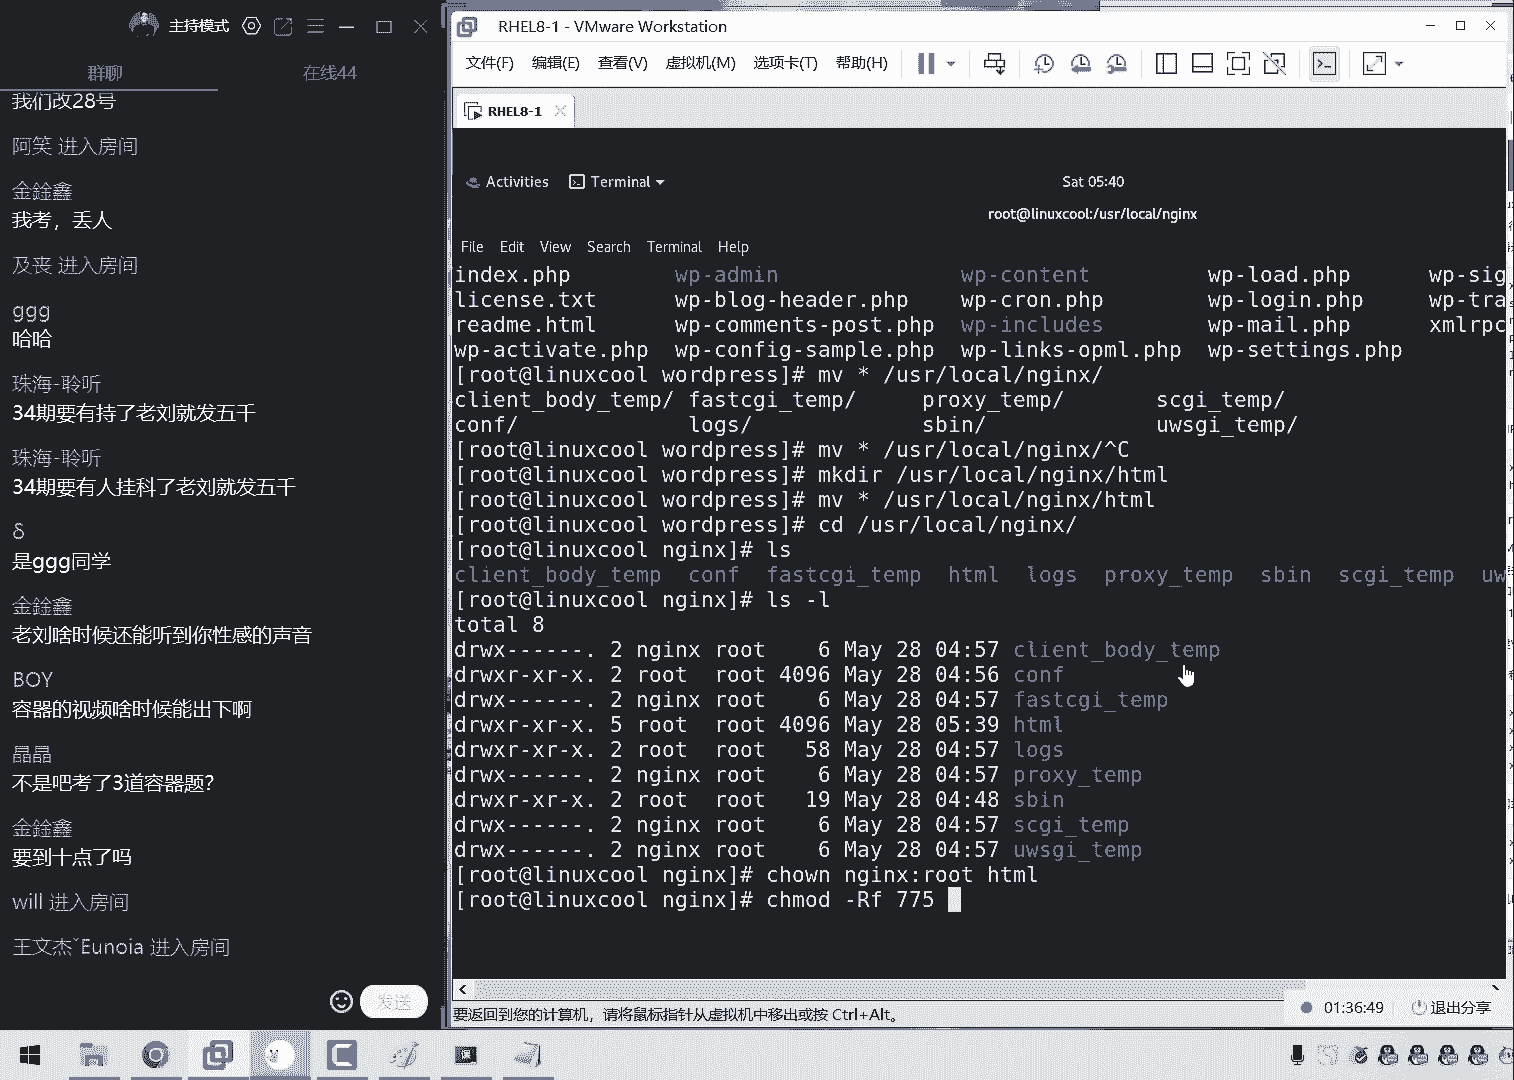 主持模式
群聊
在线44
我们改28号
阿笑 进入房间
金銓鑫
我考，丢人
及丧 进入房间
ggg
哈哈
珠海-聆听
34期要有持了老刘就发五千
珠海-聆听
34期要有人挂科了老刘就发五千
δ
是ggg同学
金銓鑫
老刘啥时候还能听到你性感的声音
BOY
容器的视频啥时候能出下啊
晶晶
不是吧考了3道容器题?
金銓鑫
要到十点了吗
will 进入房间
王文杰ˇEunoia 进入房间
发送
RHEL8-1 - VMware Workstation
文件(F) 编辑(E) 查看(V) 虚拟机(M) 选项卡(T) 帮助(H)
RHEL8-1
Activities Terminal Sat 05:40
root@linuxcool:/usr/local/nginx
File Edit View Search Terminal Help
index.php wp-admin wp-content wp-load.php wp-sig
license.txt wp-blog-header.php wp-cron.php wp-login.php wp-tra
readme.html wp-comments-post.php wp-includes wp-mail.php xmlrpc
wp-activate.php wp-config-sample.php wp-links-opml.php wp-settings.php
[root@linuxcool wordpress]# mv * /usr/local/nginx/
client_body_temp/ fastcgi_temp/ proxy_temp/ scgi_temp/
conf/ logs/ sbin/ uwsgi_temp/
[root@linuxcool wordpress]# mv * /usr/local/nginx/^C
[root@linuxcool wordpress]# mkdir /usr/local/nginx/html
[root@linuxcool wordpress]# mv * /usr/local/nginx/html
[root@linuxcool wordpress]# cd /usr/local/nginx/
[root@linuxcool nginx]# ls
client_body_temp conf fastcgi_temp html logs proxy_temp sbin scgi_temp uw
[root@linuxcool nginx]# ls -l
total 8
drwx------. 2 nginx root 6 May 28 04:57 client_body_temp
drwxr-xr-x. 2 root root 4096 May 28 04:56 conf
drwx------. 2 nginx root 6 May 28 04:57 fastcgi_temp
drwxr-xr-x. 5 root root 4096 May 28 05:39 html
drwxr-xr-x. 2 root root 58 May 28 04:57 logs
drwx------. 2 nginx root 6 May 28 04:57 proxy_temp
drwxr-xr-x. 2 root root 19 May 28 04:48 sbin
drwx------. 2 nginx root 6 May 28 04:57 scgi_temp
drwx------. 2 nginx root 6 May 28 04:57 uwsgi_temp
[root@linuxcool nginx]# chown nginx:root html
[root@linuxcool nginx]# chmod -Rf 775
要返回到您的计算机，请将鼠标指针从虚拟机中移出或按 Ctrl+Alt。
01:36:49 退出分享